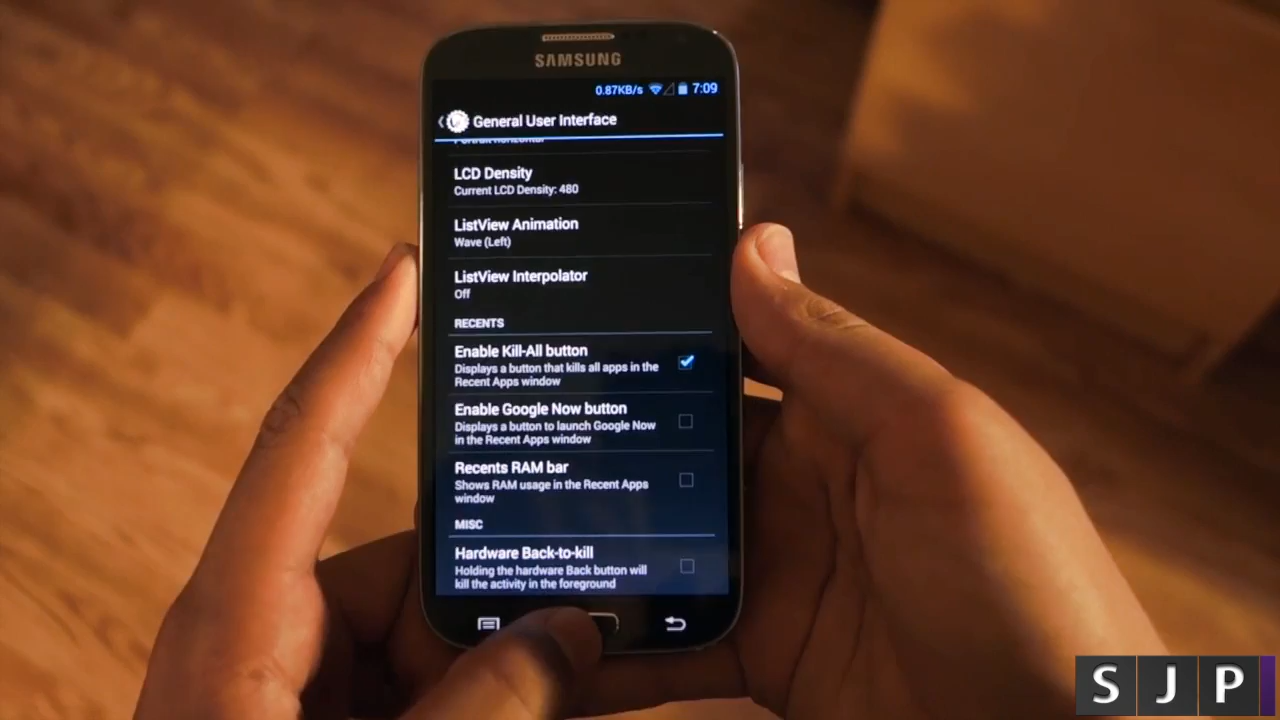 SAMSUNG
0.87KB/s 7:09
General User Interface
Portrait horizontal
LCD Density
Current LCD Density: 480
ListView Animation
Wave (Left)
ListView Interpolator
Off
RECENTS
Enable Kill-All button
Displays a button that kills all apps in the
Recent Apps window
Enable Google Now button
Displays a button to launch Google Now
in the Recent Apps window
Recents RAM bar
Shows RAM usage in the Recent Apps
window
MISC
Hardware Back-to-kill
Holding the hardware Back button will
kill the activity in the foreground
SJP